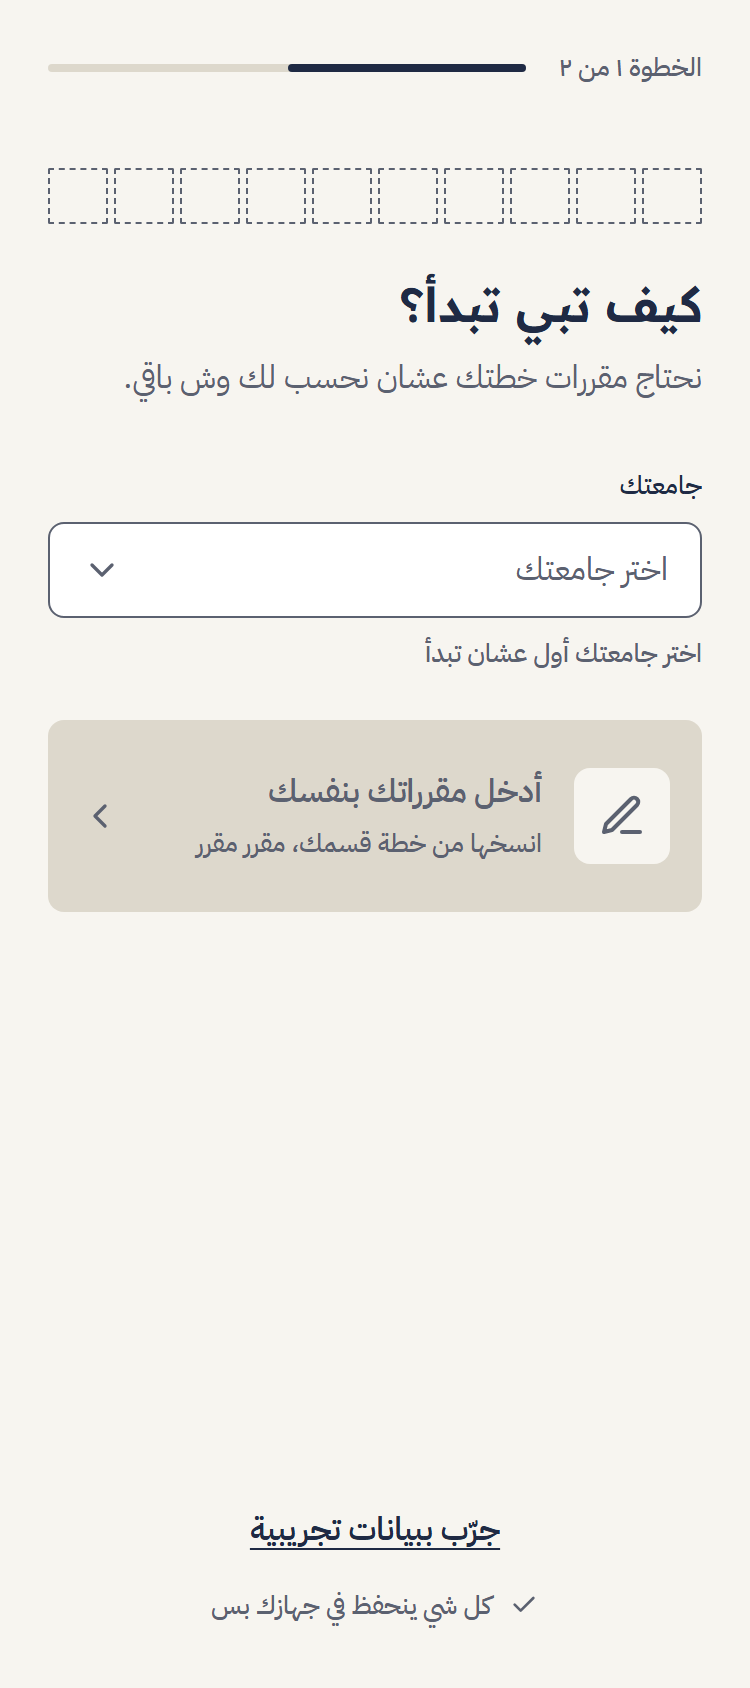 الخطوة ١ من ٢
كيف تبي تبدأ؟
نحتاج مقررات خطتك عشان نحسب لك وش باقي.
جامعتك
اختر جامعتك
اختر جامعتك أول عشان تبدأ
أدخل مقرراتك بنفسك
انسخها من خطة قسمك، مقرر مقرر
جرّب ببيانات تجريبية
كل شي ينحفظ في جهازك بس